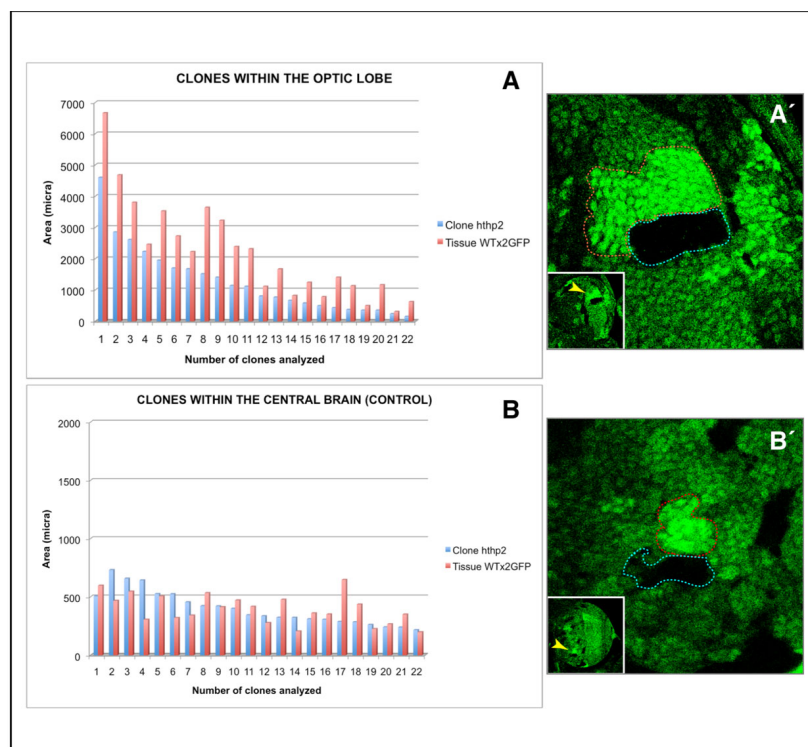 CLONES WITHIN THE OPTIC LOBE
A
7000
6000
5000
4000
3000
2000
1000
0
Area (micra)
1 2 3 4 5 6 7 8 9 10 11 12 13 14 15 16 17 18 19 20 21 22
Number of clones analyzed
Clone hthp2
Tissue WTx2GFP
A´
CLONES WITHIN THE CENTRAL BRAIN (CONTROL)
B
2000
1500
1000
500
0
Area (micra)
1 2 3 4 5 6 7 8 9 10 11 12 13 14 15 16 17 18 19 20 21 22
Number of clones analyzed
Clone hthp2
Tissue WTx2GFP
B´